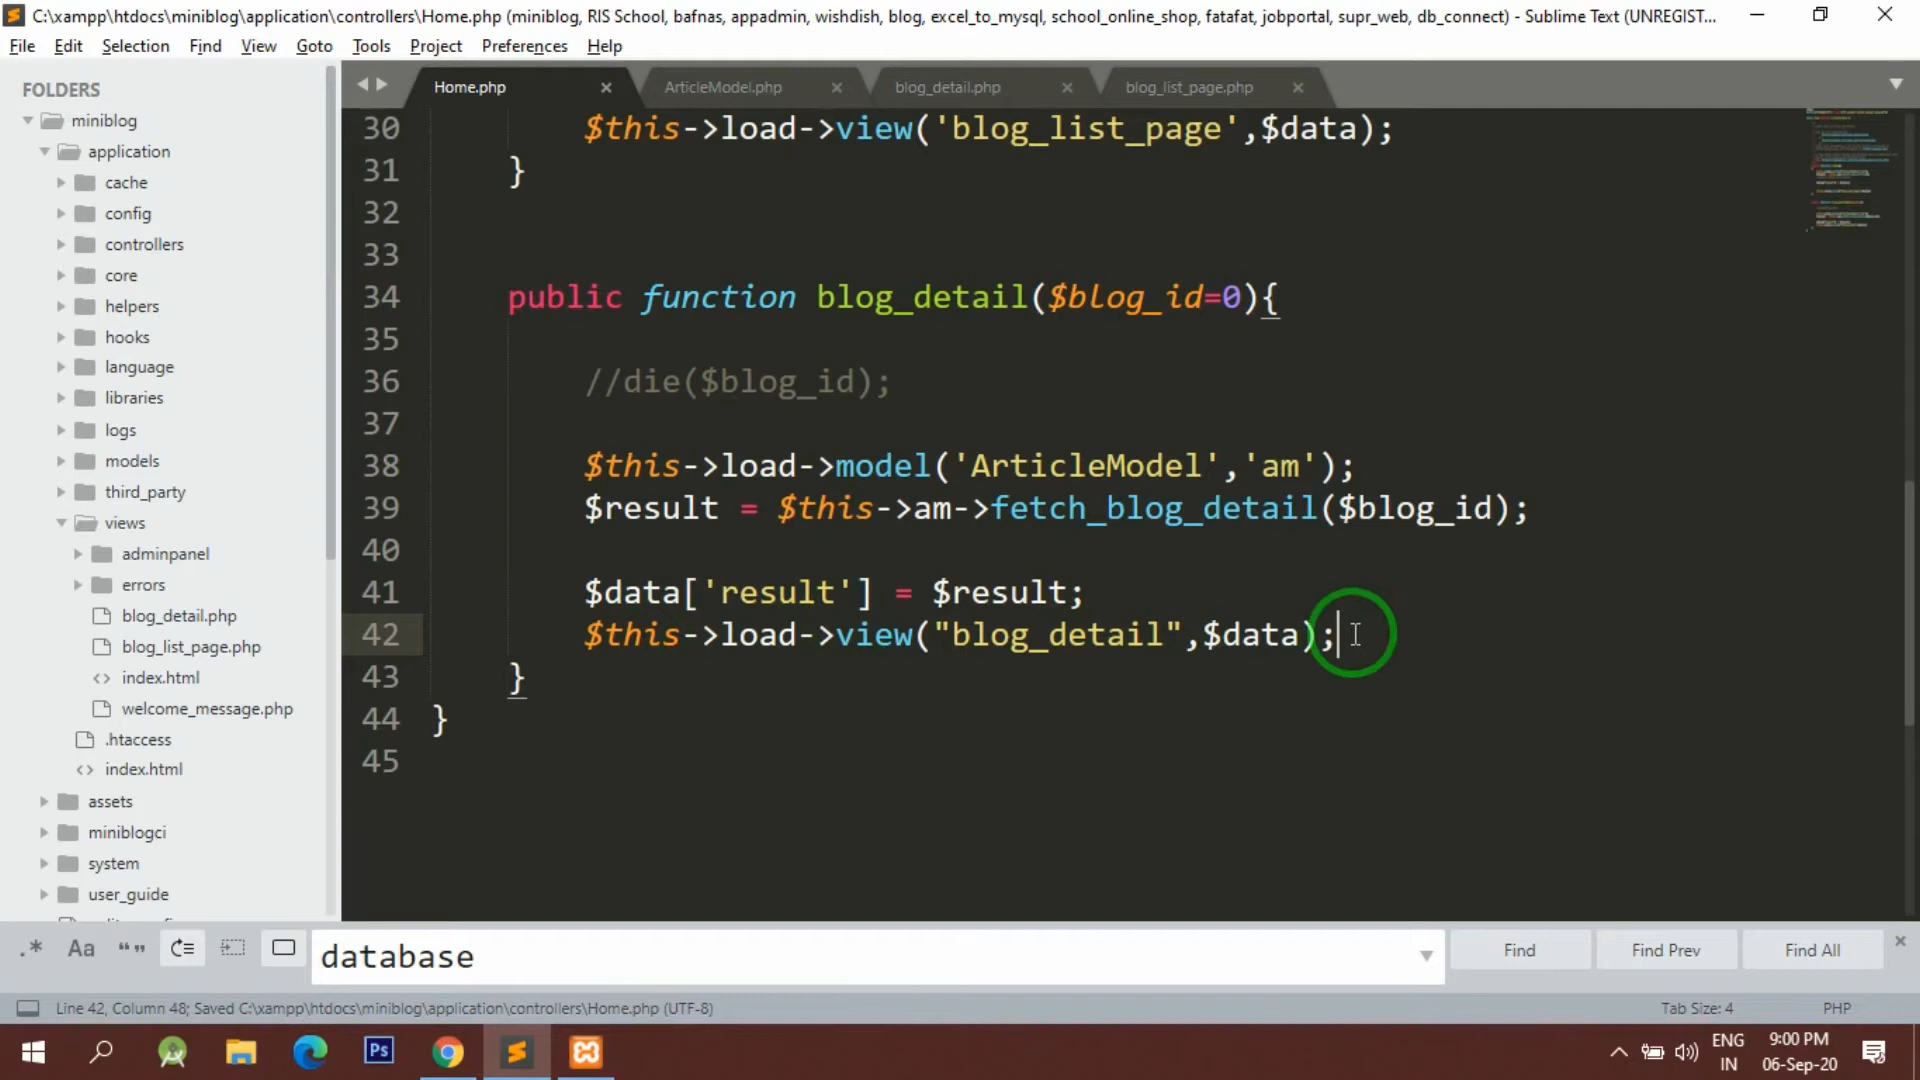 C:\xampp\htdocs\miniblog\application\controllers\Home.php (miniblog, RIS School, bafnas, appadmin, wishdish, blog, excel_to_mysql, school_online_shop, fatafat, jobportal, supr_web, db_connect) - Sublime Text (UNREGIST...
File Edit Selection Find View Goto Tools Project Preferences Help
FOLDERS
miniblog
application
cache
config
controllers
core
helpers
hooks
language
libraries
logs
models
third_party
views
adminpanel
errors
blog_detail.php
blog_list_page.php
<> index.html
welcome_message.php
.htaccess
<> index.html
assets
miniblogci
system
user_guide
Home.php × ArticleModel.php × blog_detail.php × blog_list_page.php ×
30 $this->load->view('blog_list_page',$data);
31 }
32
33
34 public function blog_detail($blog_id=0){
35
36 //die($blog_id);
37
38 $this->load->model('ArticleModel','am');
39 $result = $this->am->fetch_blog_detail($blog_id);
40
41 $data['result'] = $result;
42 $this->load->view("blog_detail",$data);
43 }
44 }
45
.* Aa “” database Find Find Prev Find All ×
Line 42, Column 48; Saved C:\xampp\htdocs\miniblog\application\controllers\Home.php (UTF-8) Tab Size: 4 PHP
Ps
ENG
IN
9:00 PM
06-Sep-20